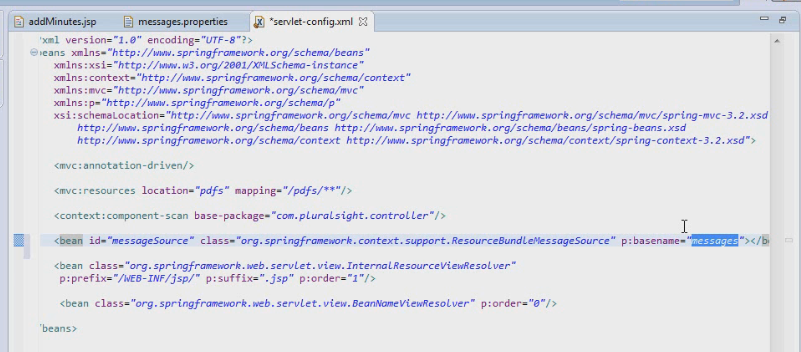 addMinutes.jsp messages.properties *servlet-config.xml
?xml version="1.0" encoding="UTF-8"?>
beans xmlns="http://www.springframework.org/schema/beans"
xmlns:xsi="http://www.w3.org/2001/XMLSchema-instance"
xmlns:context="http://www.springframework.org/schema/context"
xmlns:mvc="http://www.springframework.org/schema/mvc"
xmlns:p="http://www.springframework.org/schema/p"
xsi:schemaLocation="http://www.springframework.org/schema/mvc http://www.springframework.org/schema/mvc/spring-mvc-3.2.xsd
http://www.springframework.org/schema/beans http://www.springframework.org/schema/beans/spring-beans.xsd
http://www.springframework.org/schema/context http://www.springframework.org/schema/context/spring-context-3.2.xsd">
<mvc:annotation-driven/>
<mvc:resources location="pdfs" mapping="/pdfs/**"/>
<context:component-scan base-package="com.pluralsight.controller"/>
<bean id="messageSource" class="org.springframework.context.support.ResourceBundleMessageSource" p:basename="messages"></be
<bean class="org.springframework.web.servlet.view.InternalResourceViewResolver"
p:prefix="/WEB-INF/jsp/" p:suffix=".jsp" p:order="1"/>
<bean class="org.springframework.web.servlet.view.BeanNameViewResolver" p:order="0"/>
beans>